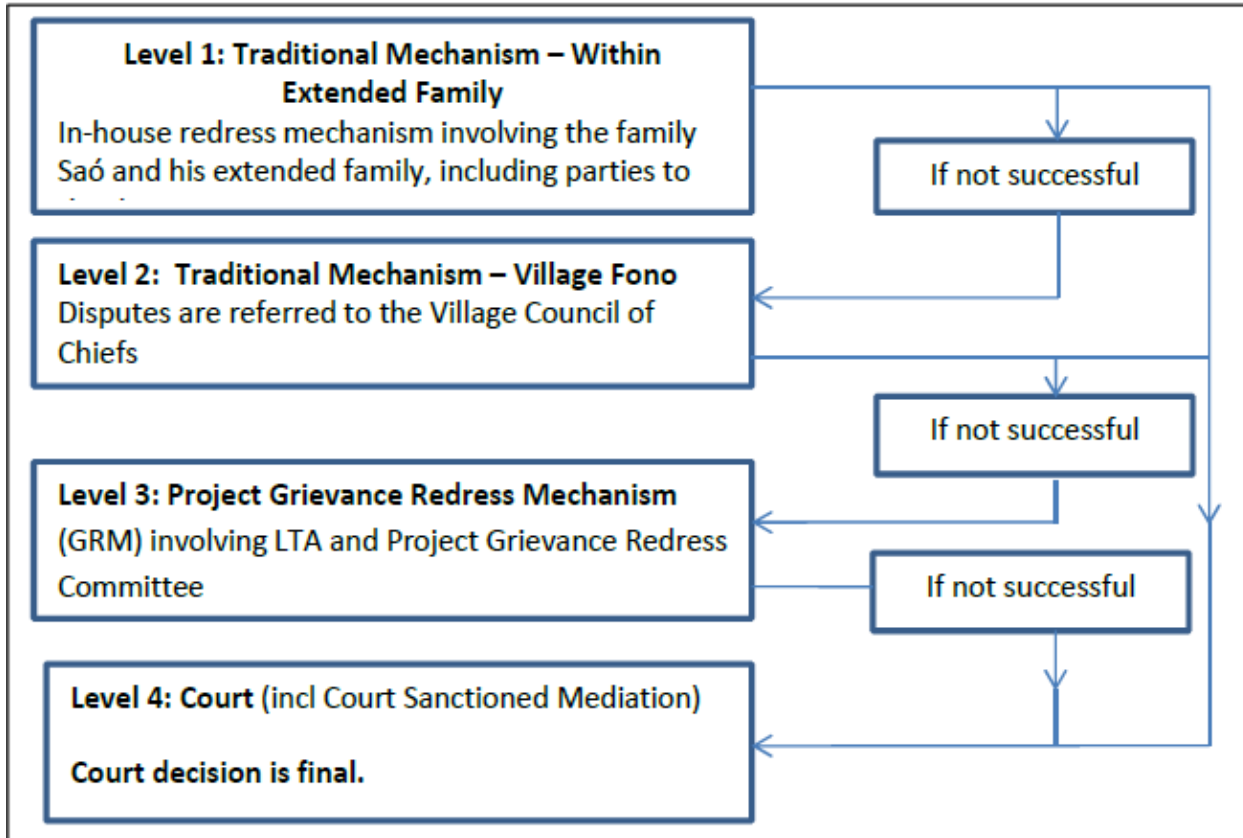 Level 1: Traditional Mechanism – Within
Extended Family
In-house redress mechanism involving the family
Saó and his extended family, including parties to
If not successful
Level 2:  Traditional Mechanism – Village Fono
Disputes are referred to the Village Council of
Chiefs
If not successful
Level 3: Project Grievance Redress Mechanism
(GRM) involving LTA and Project Grievance Redress
Committee
If not successful
Level 4: Court (incl Court Sanctioned Mediation)
Court decision is final.